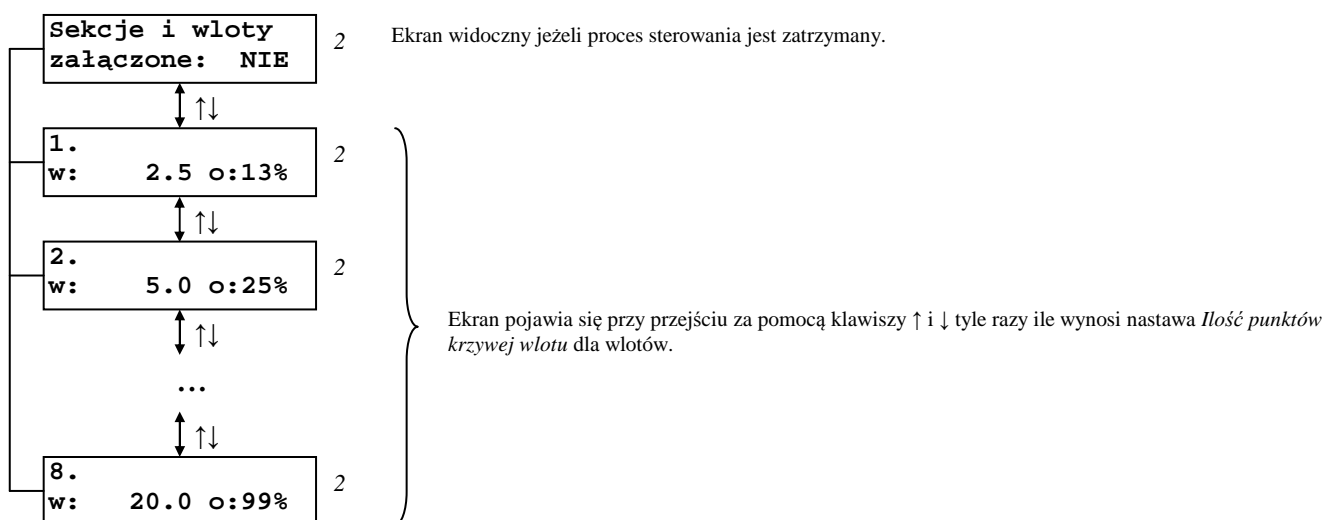 Sekcje i wloty
załączone: NIE
2
Ekran widoczny jeżeli proces sterowania jest zatrzymany.
↑↓
1.
w: 2.5 o:13%
2
↑↓
2.
w: 5.0 o:25%
2
↑↓
Ekran pojawia się przy przejściu za pomocą klawiszy ↑ i ↓ tyle razy ile wynosi nastawa Ilość punktów
krzywej wlotu dla wlotów.
...
↑↓
8.
w: 20.0 o:99%
2